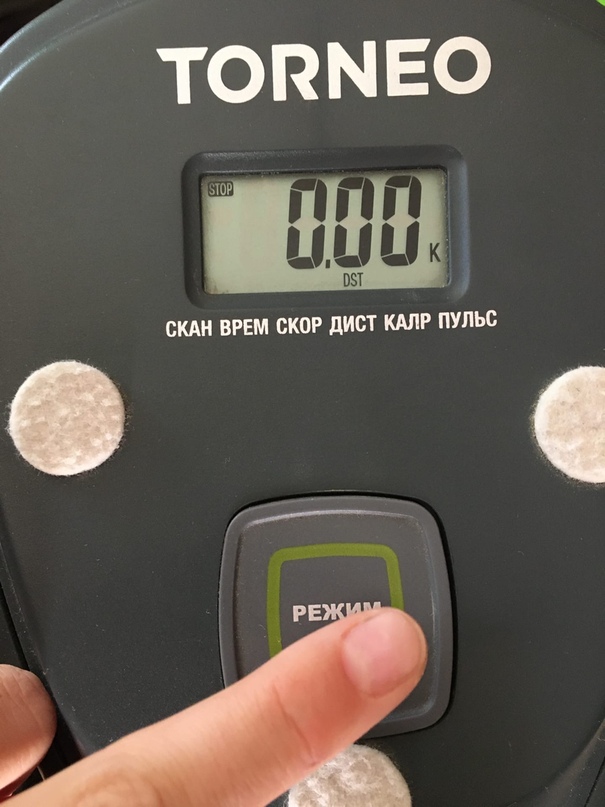 TORNEO
STOP
0.00 K
DST
СКАН ВРЕМ СКОР ДИСТ КАЛР ПУЛЬС
РЕЖИМ